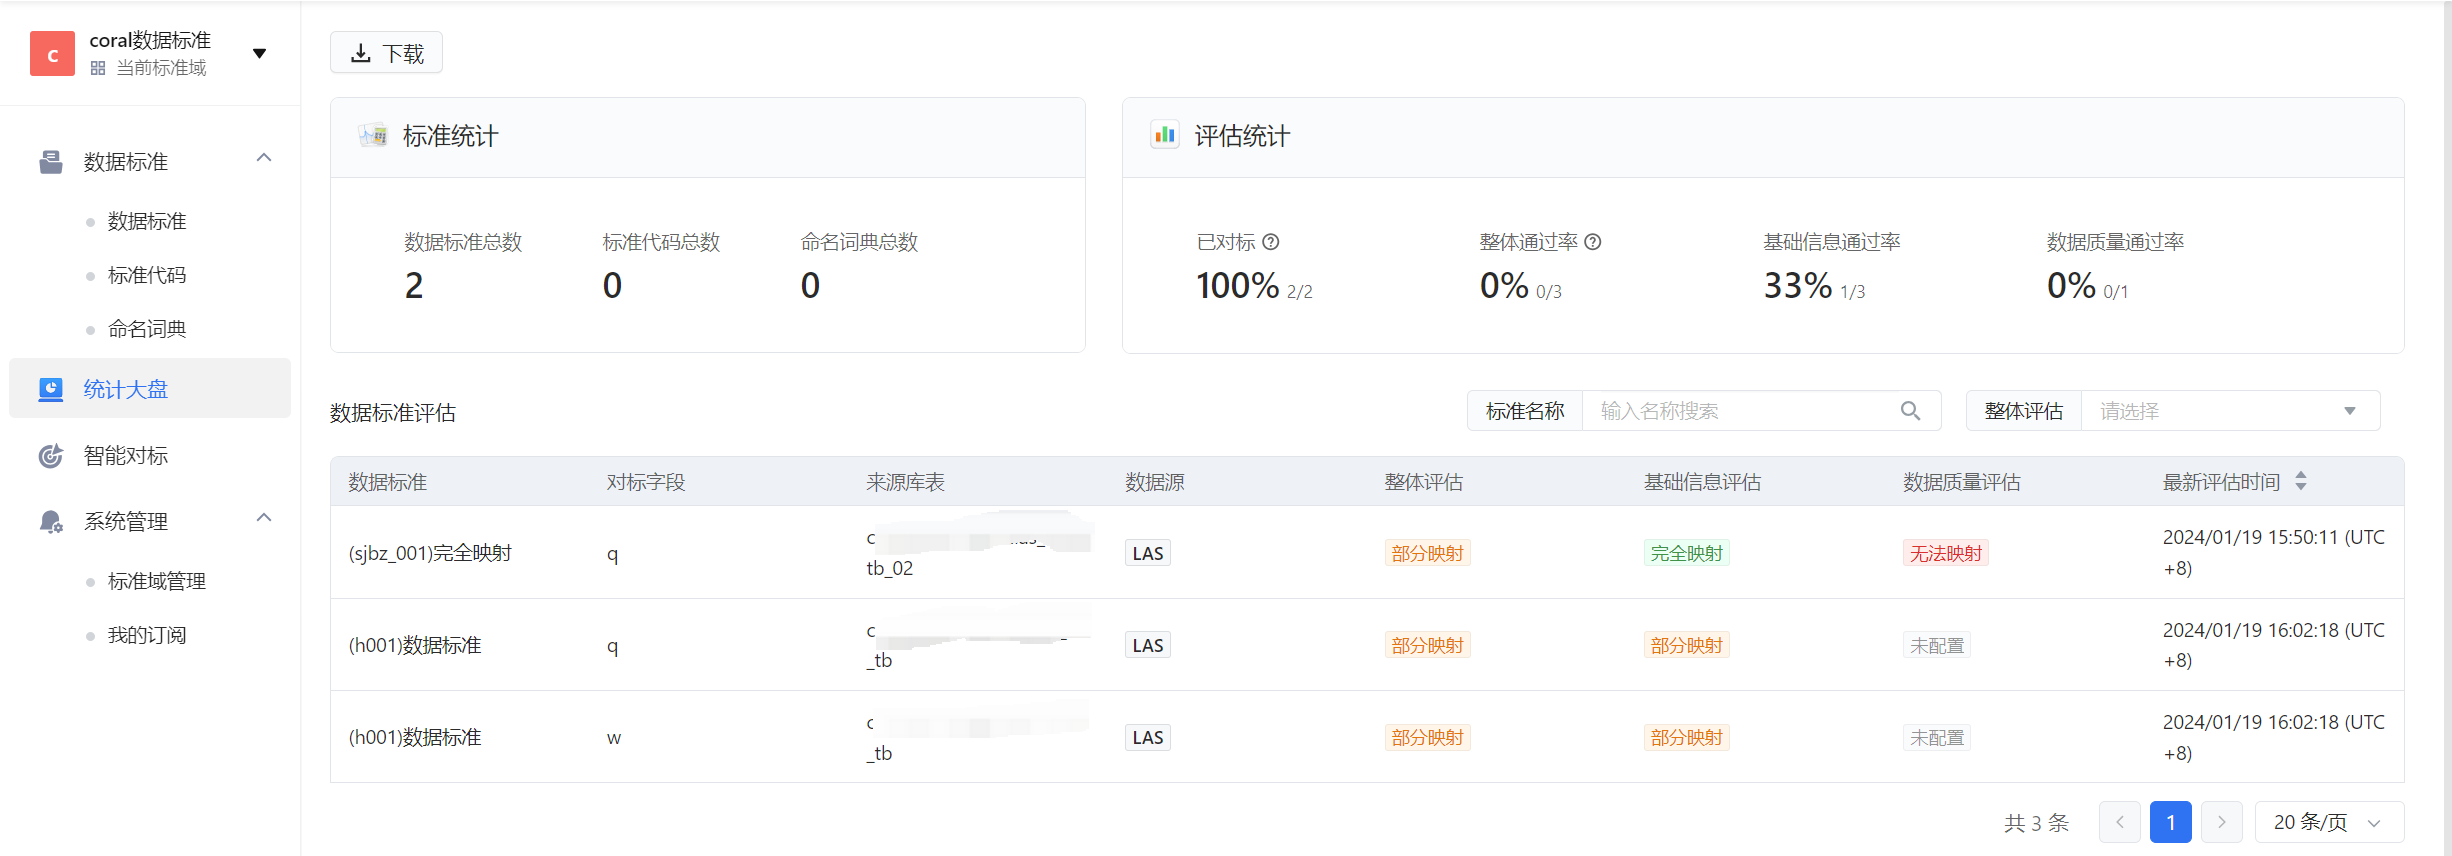 c
coral数据标准
当前标准域
数据标准
数据标准
标准代码
命名词典
统计大盘
智能对标
系统管理
标准域管理
我的订阅
下载
标准统计
数据标准总数
2
标准代码总数
0
命名词典总数
0
评估统计
已对标
100% 2/2
整体通过率
0% 0/3
基础信息通过率
33% 1/3
数据质量通过率
0% 0/1
数据标准评估
标准名称 输入名称搜索
整体评估 请选择
数据标准 对标字段 来源库表 数据源 整体评估 基础信息评估 数据质量评估 最新评估时间
(sjbz_001)完全映射 q c
tb_02 LAS 部分映射 完全映射 无法映射 2024/01/19 15:50:11 (UTC
+8)
(h001)数据标准 q c
_tb LAS 部分映射 部分映射 未配置 2024/01/19 16:02:18 (UTC
+8)
(h001)数据标准 w c
_tb LAS 部分映射 部分映射 未配置 2024/01/19 16:02:18 (UTC
+8)
共 3 条 1 20 条/页